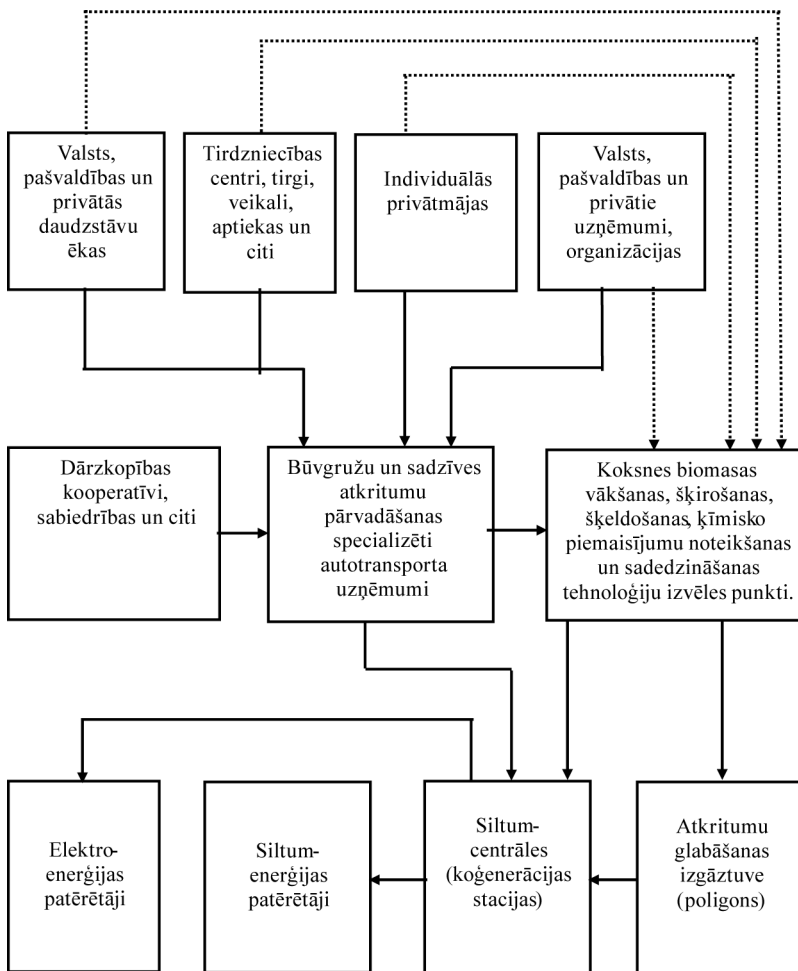 Valsts,
pašvaldības un
privātās
daudzstāvu
ēkas
Tirdzniecības
centri, tirgi,
veikali,
aptiekas un
citi
Individuālās
privātmājas
Valsts,
pašvaldības un
privātie
uzņēmumi,
organizācijas
Dārzkopības
kooperatīvi,
sabiedrības un citi
Būvgružu un sadzīves
atkritumu
pārvadāšanas
specializēti
autotransporta
uzņēmumi
Koksnes biomasas
vākšanas, šķirošanas,
šķeldošanas, ķīmisko
piemaisījumu noteikšanas
un sadedzināšanas
tehnoloģiju izvēles punkti.
Elektro-
enerģijas
patērētāji
Siltum-
enerģijas
patērētāji
Siltum-
centrāles
(koģenerācijas
stacijas)
Atkritumu
glabāšanas
izgāztuve
(poligons)